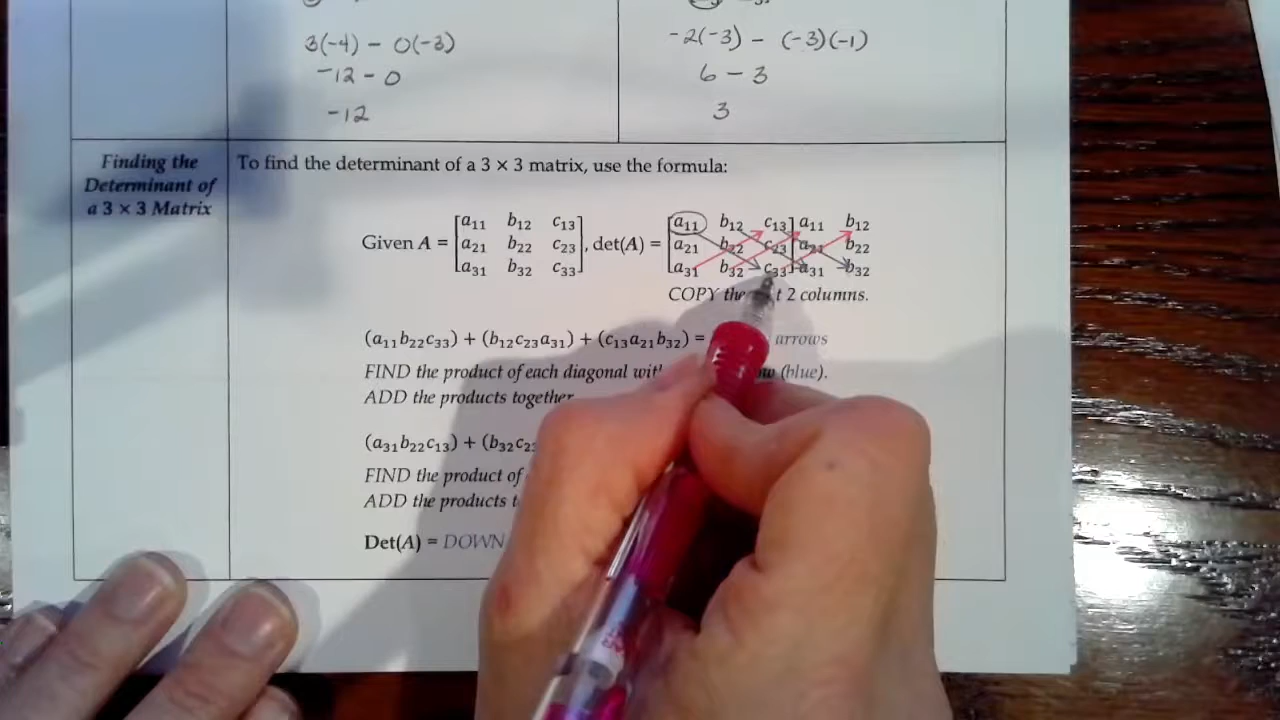 3(-4) - 0(-3)
-12 - 0
-12
-2(-3) - (-3)(-1)
6 - 3
3
Finding the
Determinant of
a 3 × 3 Matrix
To find the determinant of a 3 × 3 matrix, use the formula:
a₁₁ b₁₂ c₁₃
Given A = [a₂₁ b₂₂ c₂₃], det(A) =
a₃₁ b₃₂ c₃₃
a₁₁ b₁₂ c₁₃ a₁₁ b₁₂
a₂₁ b₂₂ c₂₃ a₂₁ b₂₂
a₃₁ b₃₂ c₃₃ a₃₁ b₃₂
COPY the 2 columns.
(a₁₁b₂₂c₃₃) + (b₁₂c₂₃a₃₁) + (c₁₃a₂₁b₃₂) = arrows
FIND the product of each diagonal (blue).
ADD the products together
(a₃₁b₂₂c₁₃) + (b₃₂
FIND the product of
ADD the products
Det(A) = DOWN